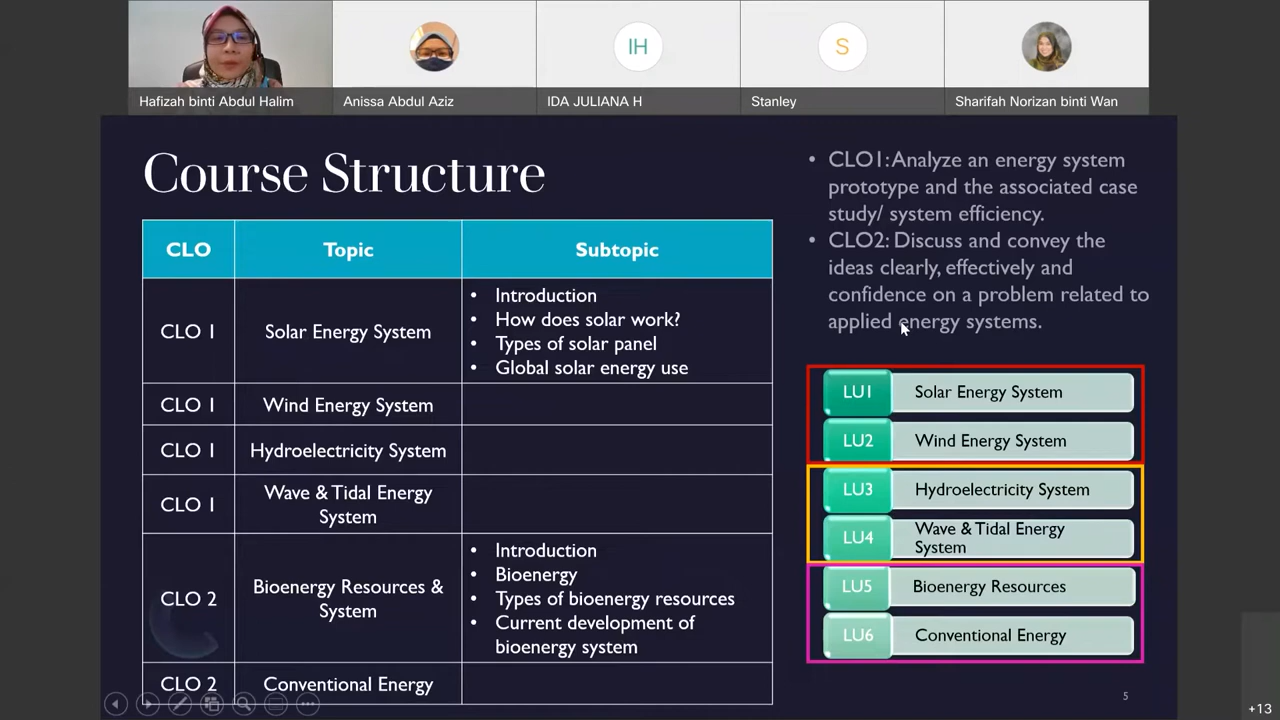 IH
S
Hafizah binti Abdul Halim
Anissa Abdul Aziz
IDA JULIANA H
Stanley
Sharifah Norizan binti Wan
Course Structure
CLO
Topic
Subtopic
CLO 1
Solar Energy System
• Introduction
• How does solar work?
• Types of solar panel
• Global solar energy use
CLO 1
Wind Energy System
CLO 1
Hydroelectricity System
CLO 1
Wave & Tidal Energy
System
CLO 2
Bioenergy Resources &
System
• Introduction
• Bioenergy
• Types of bioenergy resources
• Current development of
bioenergy system
CLO 2
Conventional Energy
• CLO1: Analyze an energy system
prototype and the associated case
study/ system efficiency.
• CLO2: Discuss and convey the
ideas clearly, effectively and
confidence on a problem related to
applied energy systems.
LU1
Solar Energy System
LU2
Wind Energy System
LU3
Hydroelectricity System
LU4
Wave & Tidal Energy
System
LU5
Bioenergy Resources
LU6
Conventional Energy
5
+13